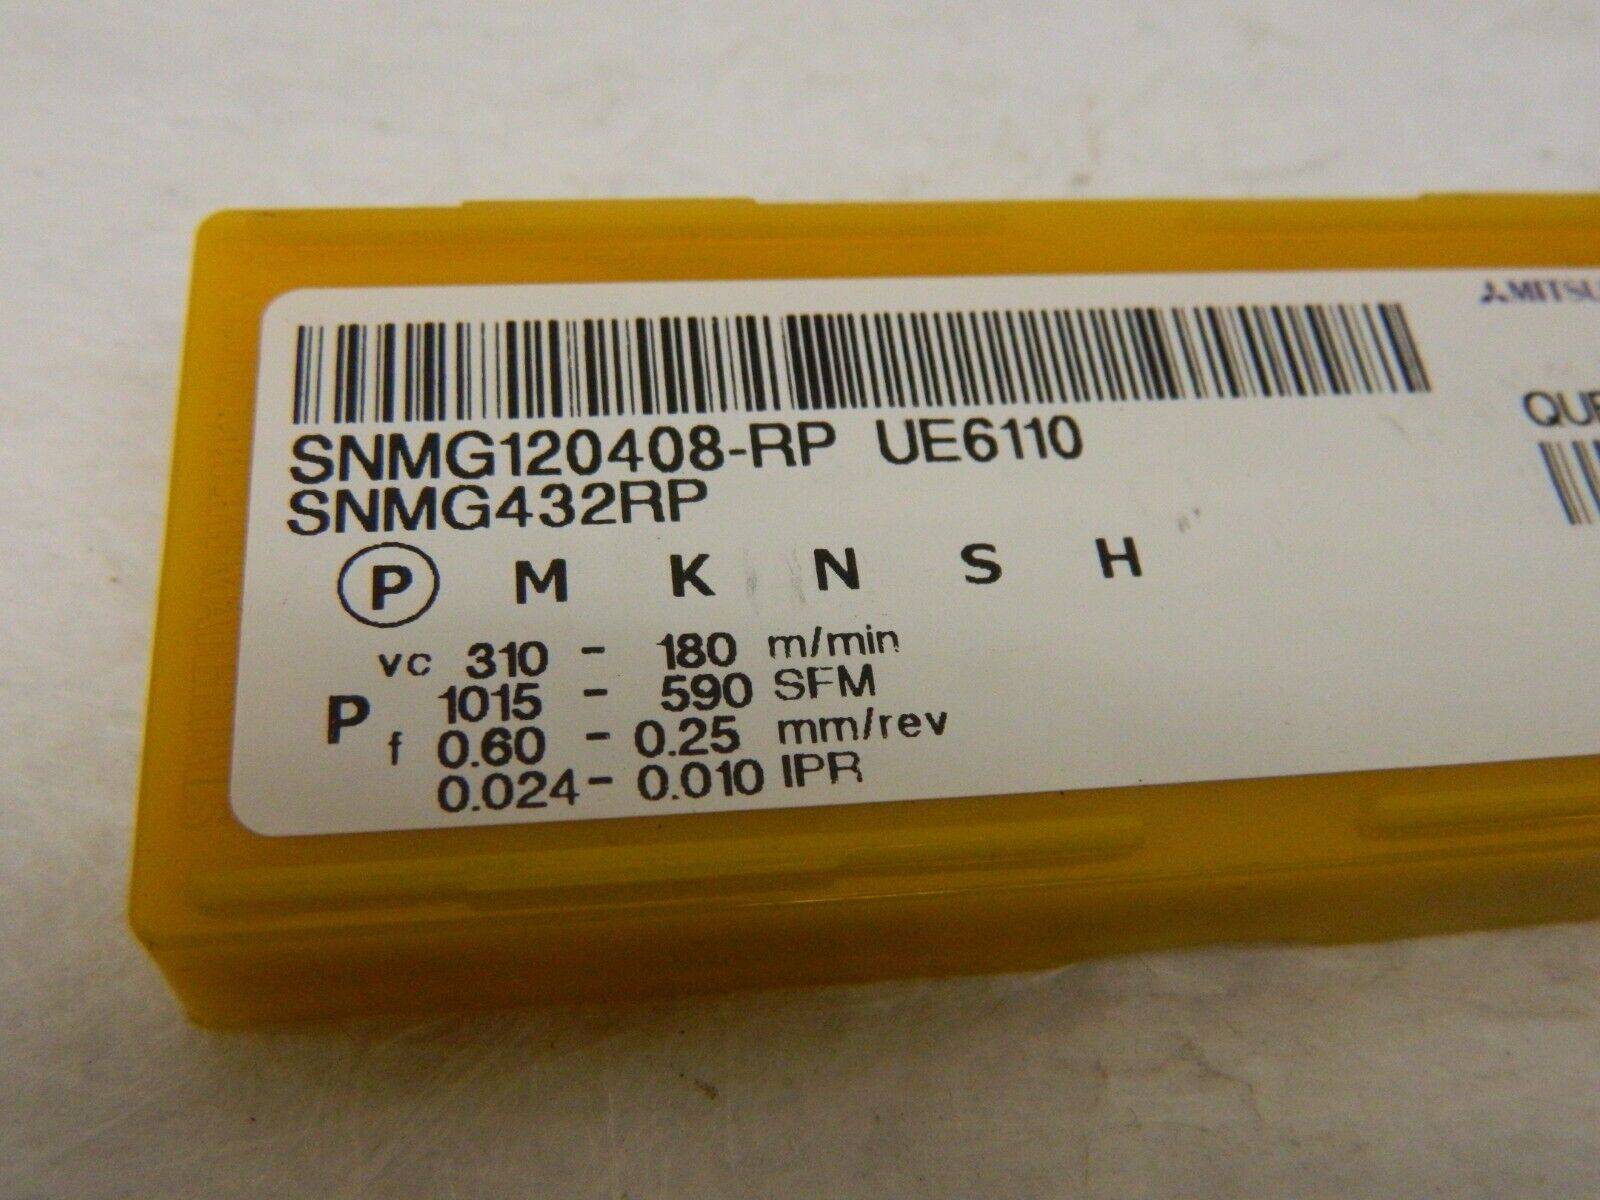 MITSU
SNMG120408-RP UE6110
SNMG432RP
P M K N S H
vc 310 - 180 m/min
1015 - 590 SFM
P
f 0.60 - 0.25 mm/rev
0.024 - 0.010 IPR